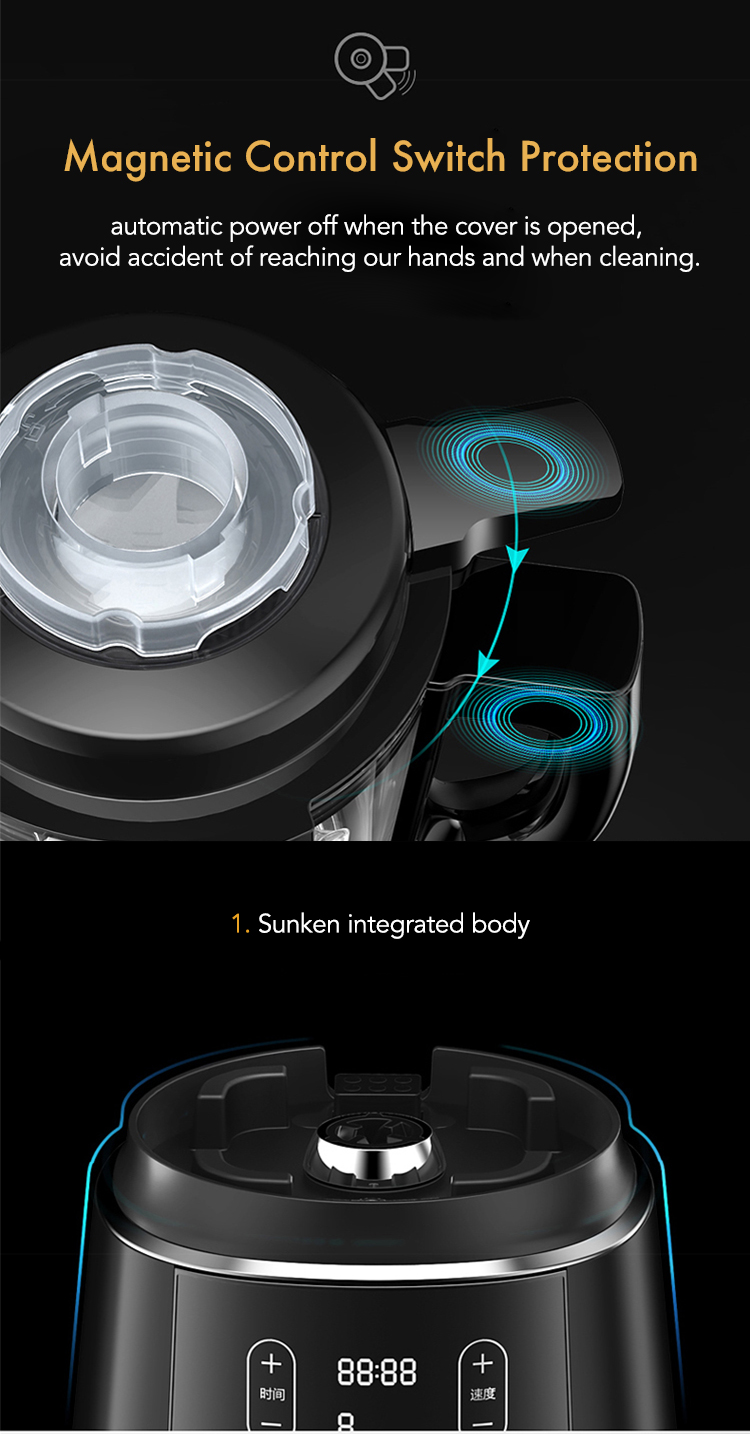 Magnetic Control Switch Protection
automatic power off when the cover is opened,
avoid accident of reaching our hands and when cleaning.
1. Sunken integrated body
+ 88:88 +
时间 速度
− 8 −